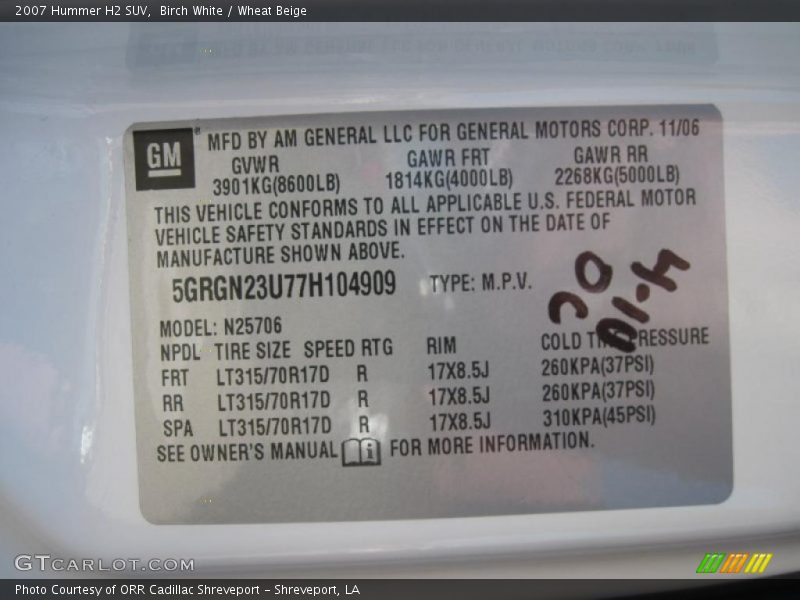 2007 Hummer H2 SUV,  Birch White / Wheat Beige
GM
MFD BY AM GENERAL LLC FOR GENERAL MOTORS CORP. 11/06
GVWR GAWR FRT GAWR RR
3901KG(8600LB) 1814KG(4000LB) 2268KG(5000LB)
THIS VEHICLE CONFORMS TO ALL APPLICABLE U.S. FEDERAL MOTOR
VEHICLE SAFETY STANDARDS IN EFFECT ON THE DATE OF
MANUFACTURE SHOWN ABOVE.
5GRGN23U77H104909 TYPE: M.P.V.
MODEL: N25706
NPDL TIRE SIZE SPEED RTG RIM COLD PRESSURE
FRT LT315/70R17D R 17X8.5J 260KPA(37PSI)
RR LT315/70R17D R 17X8.5J 260KPA(37PSI)
SPA LT315/70R17D R 17X8.5J 310KPA(45PSI)
SEE OWNER'S MANUAL FOR MORE INFORMATION.
GTCARLOT.COM
Photo Courtesy of ORR Cadillac Shreveport - Shreveport, LA